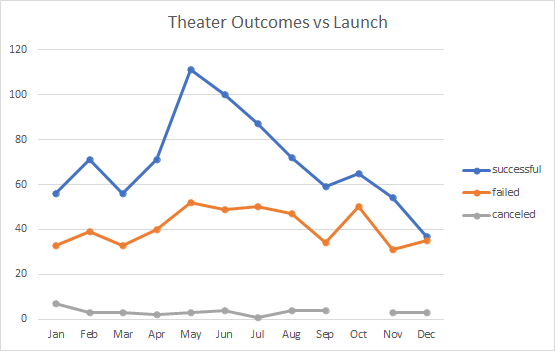 Theater Outcomes vs Launch
120
100
80
60
40
20
0
Jan Feb Mar Apr May Jun Jul Aug Sep Oct Nov Dec
successful
failed
canceled